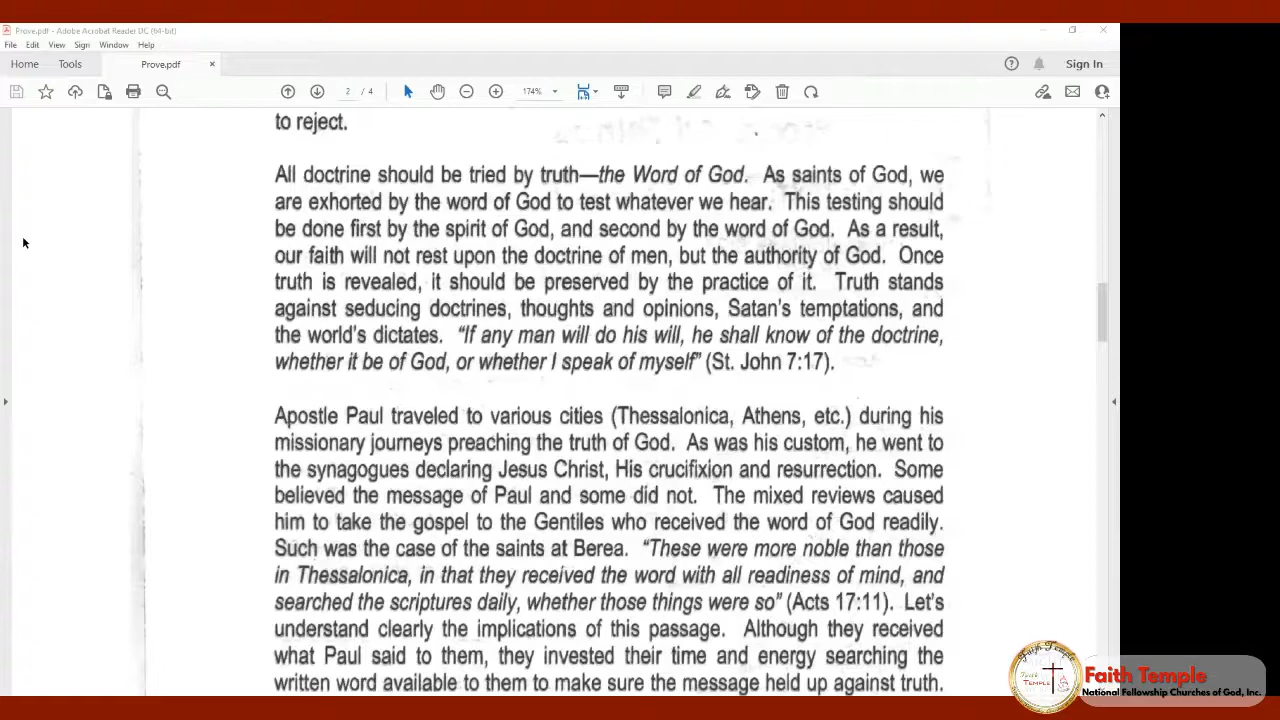 Prove.pdf - Adobe Acrobat Reader DC (64-bit)
File Edit View Sign Window Help
Home Tools Prove.pdf × Sign In
2 / 4 174%
to reject.
All doctrine should be tried by truth—the Word of God. As saints of God, we
are exhorted by the word of God to test whatever we hear. This testing should
be done first by the spirit of God, and second by the word of God. As a result,
our faith will not rest upon the doctrine of men, but the authority of God. Once
truth is revealed, it should be preserved by the practice of it. Truth stands
against seducing doctrines, thoughts and opinions, Satan's temptations, and
the world's dictates. "If any man will do his will, he shall know of the doctrine,
whether it be of God, or whether I speak of myself" (St. John 7:17).
Apostle Paul traveled to various cities (Thessalonica, Athens, etc.) during his
missionary journeys preaching the truth of God. As was his custom, he went to
the synagogues declaring Jesus Christ, His crucifixion and resurrection. Some
believed the message of Paul and some did not. The mixed reviews caused
him to take the gospel to the Gentiles who received the word of God readily.
Such was the case of the saints at Berea. "These were more noble than those
in Thessalonica, in that they received the word with all readiness of mind, and
searched the scriptures daily, whether those things were so" (Acts 17:11). Let's
understand clearly the implications of this passage. Although they received
what Paul said to them, they invested their time and energy searching the
written word available to them to make sure the message held up against truth.
Faith Temple
FAITH
TEMPLE
Faith Temple
National Fellowship Churches of God, Inc.